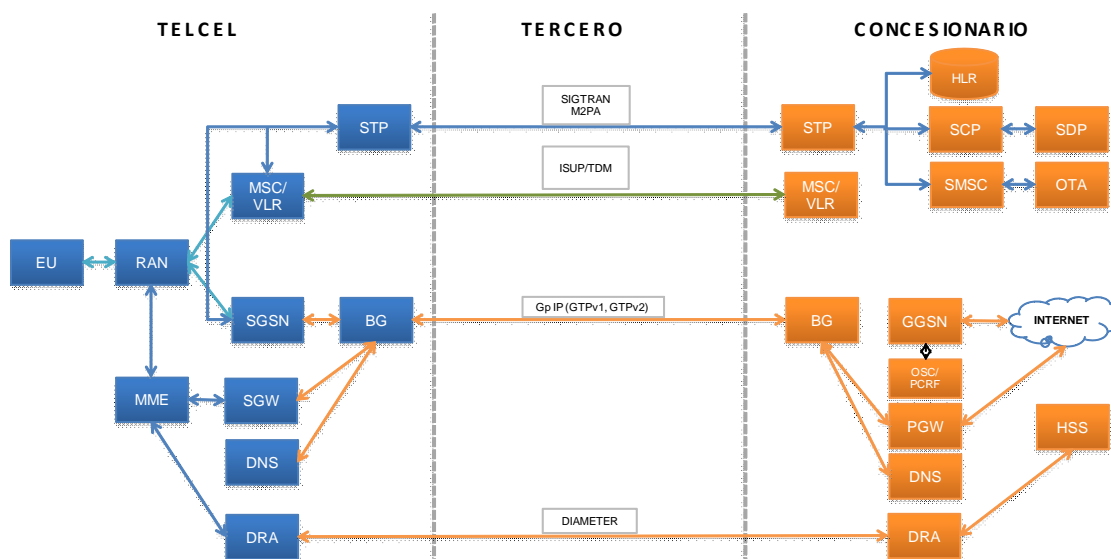 TELCEL
TERCERO
CONCESIONARIO
HLR
SIGTRAN
M2PA
STP
STP
SCP
SDP
ISUP/TDM
MSC/
VLR
MSC/
VLR
SMSC
OTA
EU
RAN
Gp IP (GTPv1, GTPv2)
SGSN
BG
BG
GGSN
INTERNET
OSC/
PCRF
MME
SGW
PGW
HSS
DNS
DNS
DIAMETER
DRA
DRA